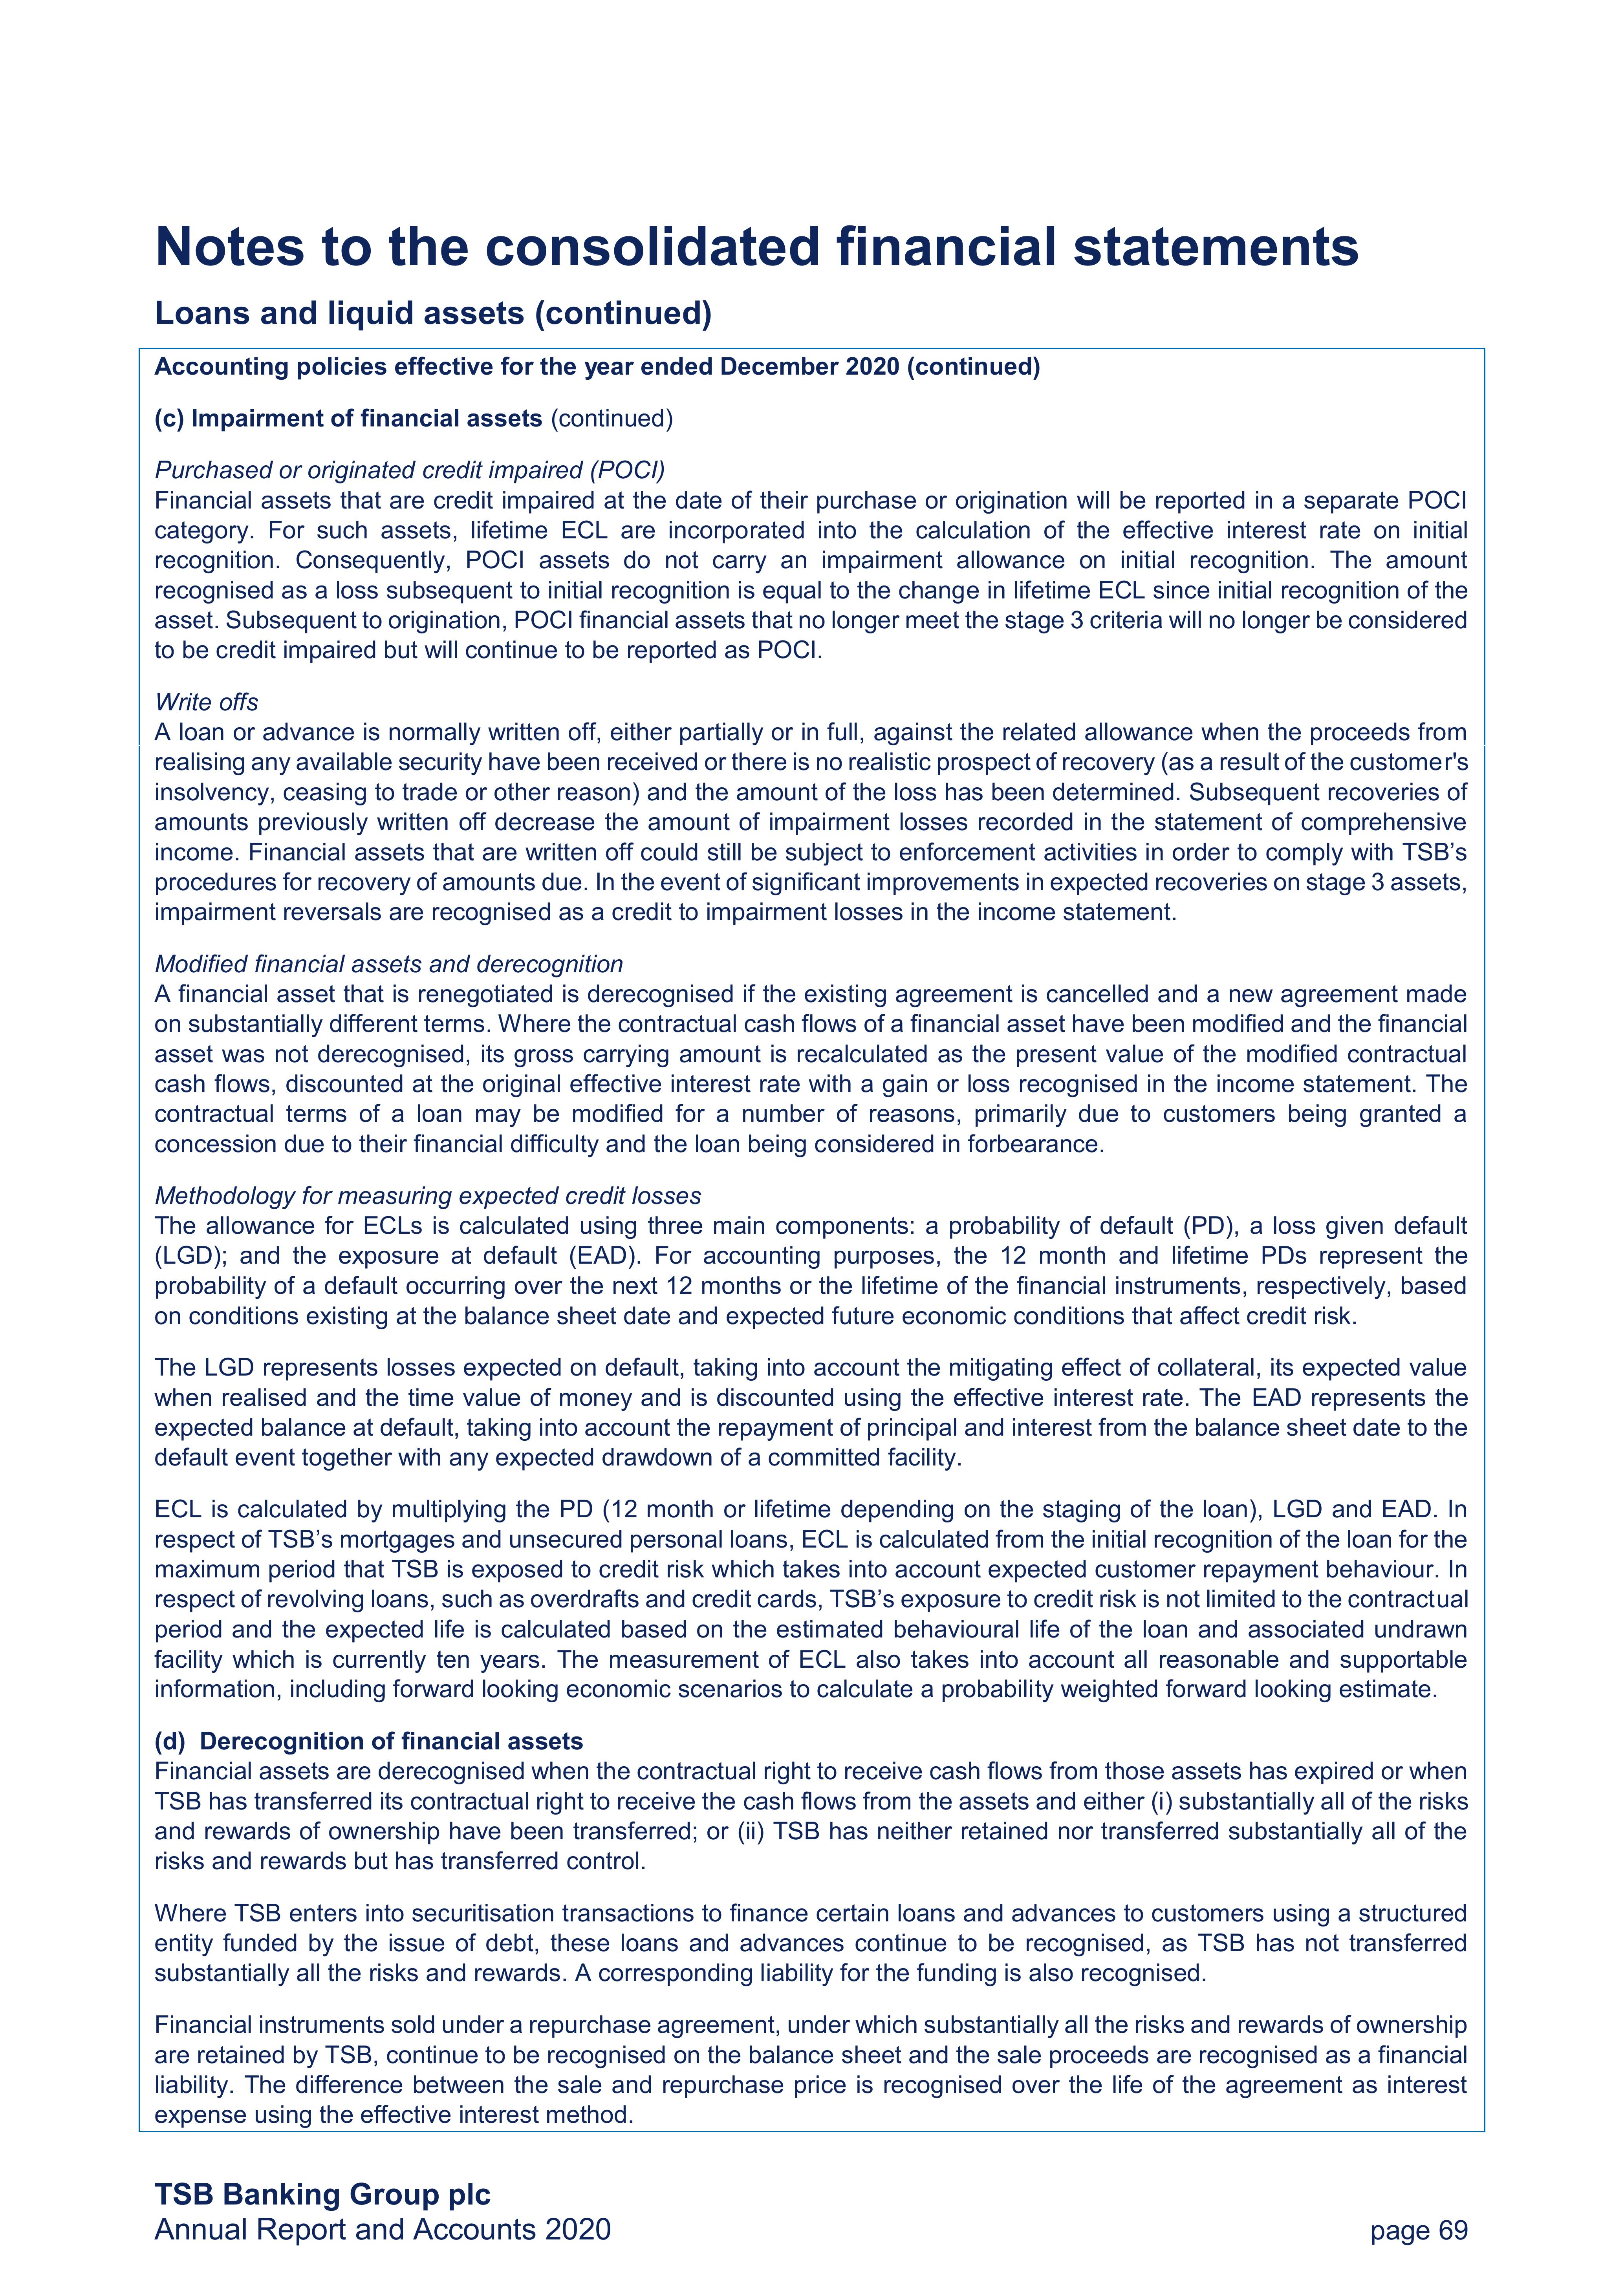 Notes to the consolidated financial statements
Loans and liquid assets (continued)
Accounting policies effective for the year ended December 2020 (continued)
(c) Impairment of financial assets (continued)
Purchased or originated credit impaired (POCI)
Financial assets that are credit impaired at the date of their purchase or origination will be reported in a separate POCI
category. For such assets, lifetime ECL are incorporated into the calculation of the effective interest rate on initial
recognition. Consequently, POCI assets do not carry an impairment allowance on initial recognition. The amount
recognised as a loss subsequent to initial recognition is equal to the change in lifetime ECL since initial recognition of the
asset. Subsequent to origination, POCI financial assets that no longer meet the stage 3 criteria will no longer be considered
to be credit impaired but will continue to be reported as POCI.
Write offs
A loan or advance is normally written off, either partially or in full, against the related allowance when the proceeds from
realising any available security have been received or there is no realistic prospect of recovery (as a result of the customer's
insolvency, ceasing to trade or other reason) and the amount of the loss has been determined. Subsequent recoveries of
amounts previously written off decrease the amount of impairment losses recorded in the statement of comprehensive
income. Financial assets that are written off could still be subject to enforcement activities in order to comply with TSB’s
procedures for recovery of amounts due. In the event of significant improvements in expected recoveries on stage 3 assets,
impairment reversals are recognised as a credit to impairment losses in the income statement.
Modified financial assets and derecognition
A financial asset that is renegotiated is derecognised if the existing agreement is cancelled and a new agreement made
on substantially different terms. Where the contractual cash flows of a financial asset have been modified and the financial
asset was not derecognised, its gross carrying amount is recalculated as the present value of the modified contractual
cash flows, discounted at the original effective interest rate with a gain or loss recognised in the income statement. The
contractual terms of a loan may be modified for a number of reasons, primarily due to customers being granted a
concession due to their financial difficulty and the loan being considered in forbearance.
Methodology for measuring expected credit losses
The allowance for ECLs is calculated using three main components: a probability of default (PD), a loss given default
(LGD); and the exposure at default (EAD). For accounting purposes, the 12 month and lifetime PDs represent the
probability of a default occurring over the next 12 months or the lifetime of the financial instruments, respectively, based
on conditions existing at the balance sheet date and expected future economic conditions that affect credit risk.
The LGD represents losses expected on default, taking into account the mitigating effect of collateral, its expected value
when realised and the time value of money and is discounted using the effective interest rate. The EAD represents the
expected balance at default, taking into account the repayment of principal and interest from the balance sheet date to the
default event together with any expected drawdown of a committed facility.
ECL is calculated by multiplying the PD (12 month or lifetime depending on the staging of the loan), LGD and EAD. In
respect of TSB’s mortgages and unsecured personal loans, ECL is calculated from the initial recognition of the loan for the
maximum period that TSB is exposed to credit risk which takes into account expected customer repayment behaviour. In
respect of revolving loans, such as overdrafts and credit cards, TSB’s exposure to credit risk is not limited to the contractual
period and the expected life is calculated based on the estimated behavioural life of the loan and associated undrawn
facility which is currently ten years. The measurement of ECL also takes into account all reasonable and supportable
information, including forward looking economic scenarios to calculate a probability weighted forward looking estimate.
(d) Derecognition of financial assets
Financial assets are derecognised when the contractual right to receive cash flows from those assets has expired or when
TSB has transferred its contractual right to receive the cash flows from the assets and either (i) substantially all of the risks
and rewards of ownership have been transferred; or (ii) TSB has neither retained nor transferred substantially all of the
risks and rewards but has transferred control.
Where TSB enters into securitisation transactions to finance certain loans and advances to customers using a structured
entity funded by the issue of debt, these loans and advances continue to be recognised, as TSB has not transferred
substantially all the risks and rewards. A corresponding liability for the funding is also recognised.
Financial instruments sold under a repurchase agreement, under which substantially all the risks and rewards of ownership
are retained by TSB, continue to be recognised on the balance sheet and the sale proceeds are recognised as a financial
liability. The difference between the sale and repurchase price is recognised over the life of the agreement as interest
expense using the effective interest method.
TSB Banking Group plc
Annual Report and Accounts 2020 page 69